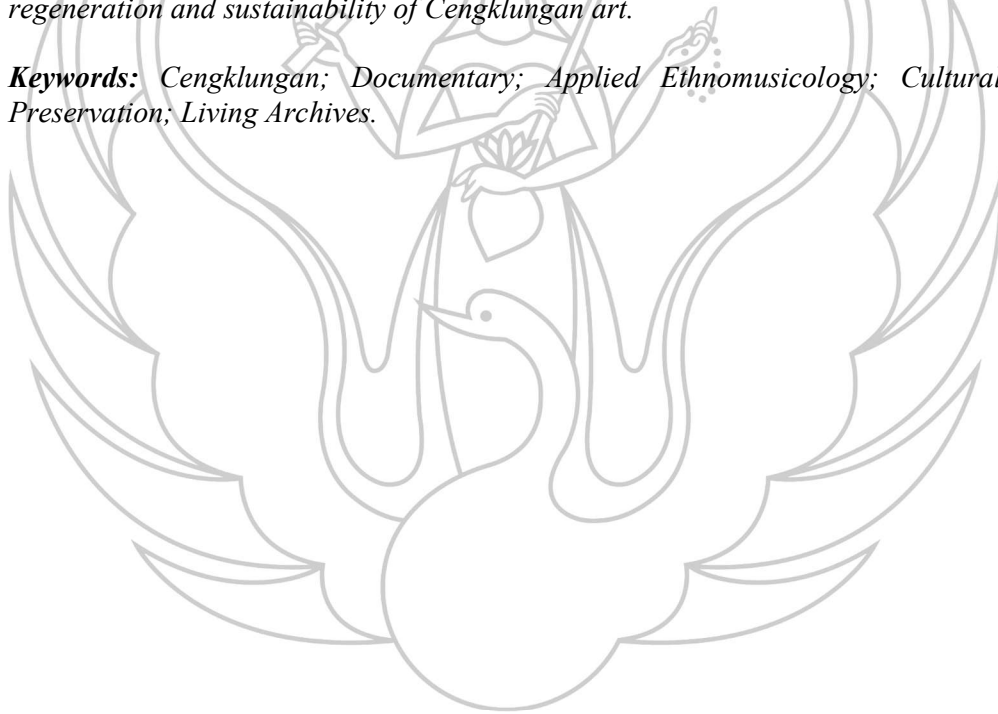 regeneration and sustainability of Cengklungan art.
Keywords: Cengklungan; Documentary; Applied Ethnomusicology; Cultural
Preservation; Living Archives.